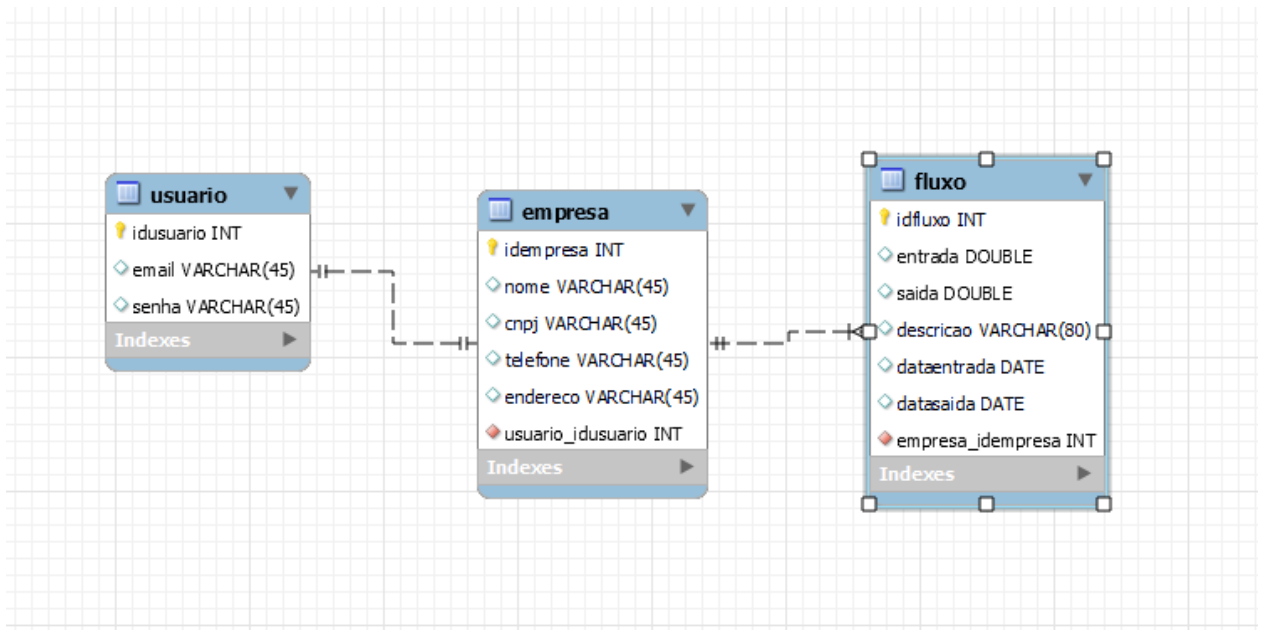 usuario
idusuario INT
email VARCHAR(45)
senha VARCHAR(45)
Indexes
empresa
idempresa INT
nome VARCHAR(45)
cnpj VARCHAR(45)
telefone VARCHAR(45)
endereco VARCHAR(45)
usuario_idusuario INT
Indexes
fluxo
idfluxo INT
entrada DOUBLE
saida DOUBLE
descricao VARCHAR(80)
dataentrada DATE
datasaida DATE
empresa_idempresa INT
Indexes